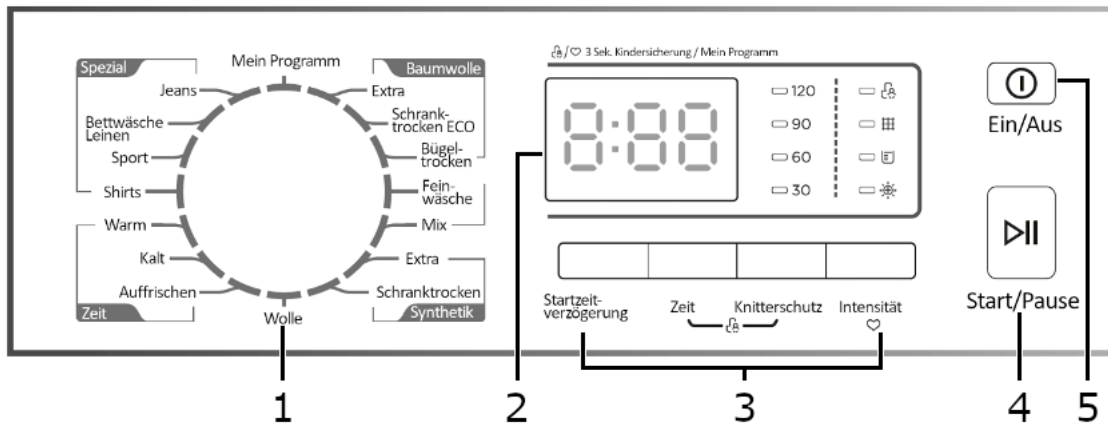 3 Sek. Kindersicherung / Mein Programm
Spezial
Mein Programm
Baumwolle
Jeans
Extra
Bettwäsche
Leinen
Schrank-
trocken ECO
Sport
Bügel-
trocken
Shirts
Fein-
wäsche
Warm
Mix
Kalt
Extra
Auffrischen
Schranktrocken
Zeit
Wolle
Synthetik
8:88
120
90
60
30
Ein/Aus
Start/Pause
Startzeit-
verzögerung
Zeit
Knitterschutz
Intensität
1
2
3
4
5